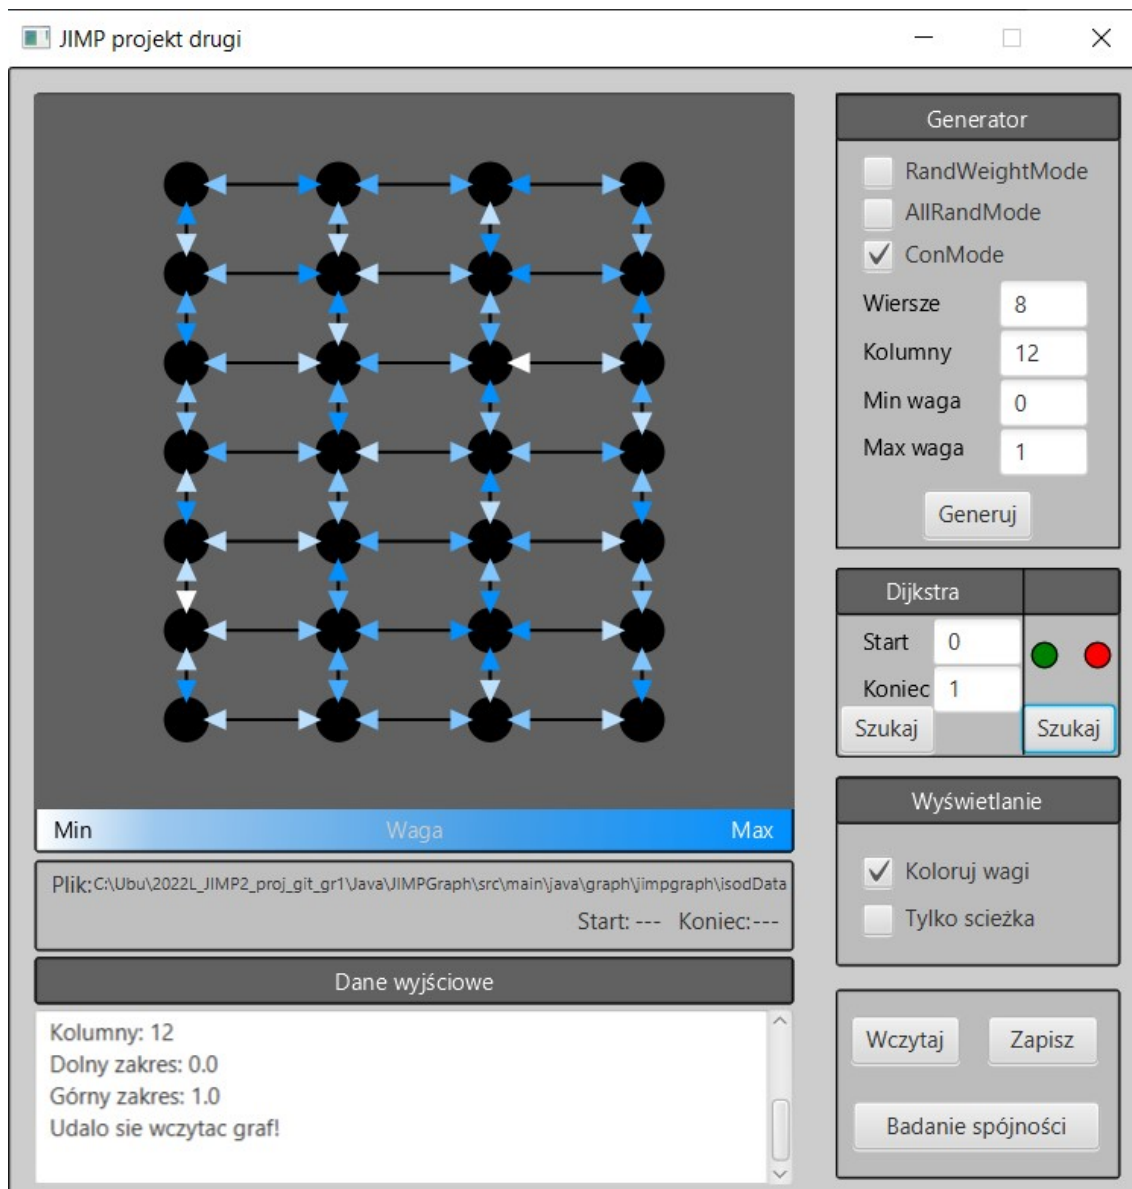 JIMP projekt drugi
Generator
RandWeightMode
AllRandMode
ConMode
Wiersze 8
Kolumny 12
Min waga 0
Max waga 1
Generuj
Dijkstra
Start 0
Koniec 1
Szukaj Szukaj
Wyświetlanie
Koloruj wagi
Tylko scieżka
Wczytaj Zapisz
Badanie spójności
Min Waga Max
Plik:C:\Ubu\2022L_JIMP2_proj_git_gr1\Java\JIMPGraph\src\main\java\graph\jimpgraph\isodData
Start: --- Koniec:---
Dane wyjściowe
Kolumny: 12
Dolny zakres: 0.0
Górny zakres: 1.0
Udalo sie wczytac graf!